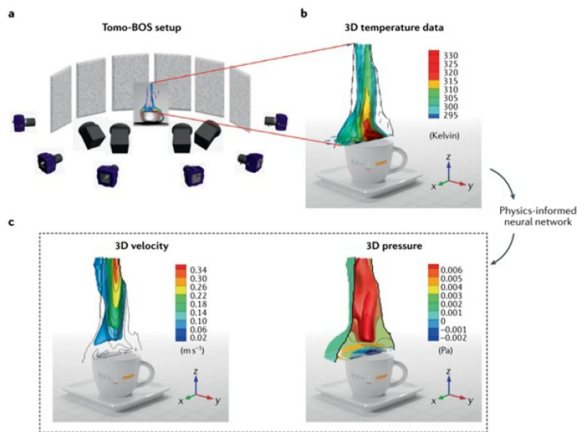 a
Tomo-BOS setup
b
3D temperature data
330
325
320
315
310
305
300
295
(Kelvin)
z
x
y
Physics-informed
neural network
c
3D velocity
0.34
0.30
0.26
0.22
0.18
0.14
0.10
0.06
0.02
(m s⁻¹)
z
x
y
3D pressure
0.006
0.005
0.004
0.003
0.002
0.001
0
−0.001
−0.002
(Pa)
z
x
y